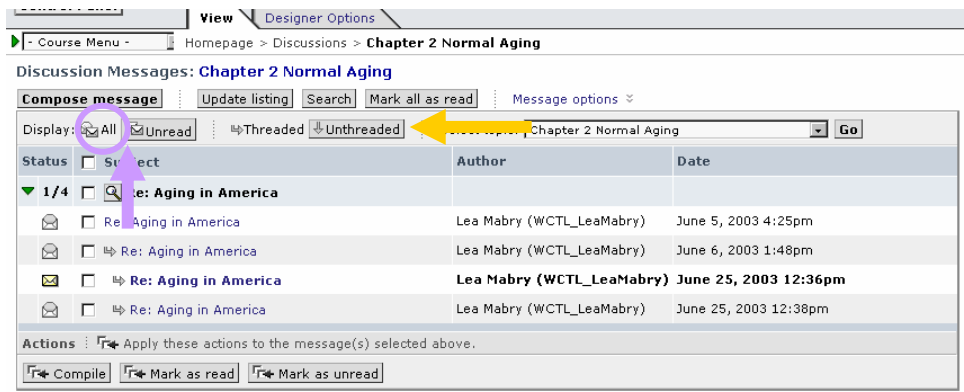 View Designer Options
- Course Menu - Homepage > Discussions > Chapter 2 Normal Aging
Discussion Messages: Chapter 2 Normal Aging
Compose message Update listing Search Mark all as read Message options
Display: All Unread Threaded Unthreaded Chapter 2 Normal Aging Go
Status Subject Author Date
1/4 Re: Aging in America
Re: Aging in America Lea Mabry (WCTL_LeaMabry) June 5, 2003 4:25pm
Re: Aging in America Lea Mabry (WCTL_LeaMabry) June 6, 2003 1:48pm
Re: Aging in America Lea Mabry (WCTL_LeaMabry) June 25, 2003 12:36pm
Re: Aging in America Lea Mabry (WCTL_LeaMabry) June 25, 2003 12:38pm
Actions Apply these actions to the message(s) selected above.
Compile Mark as read Mark as unread